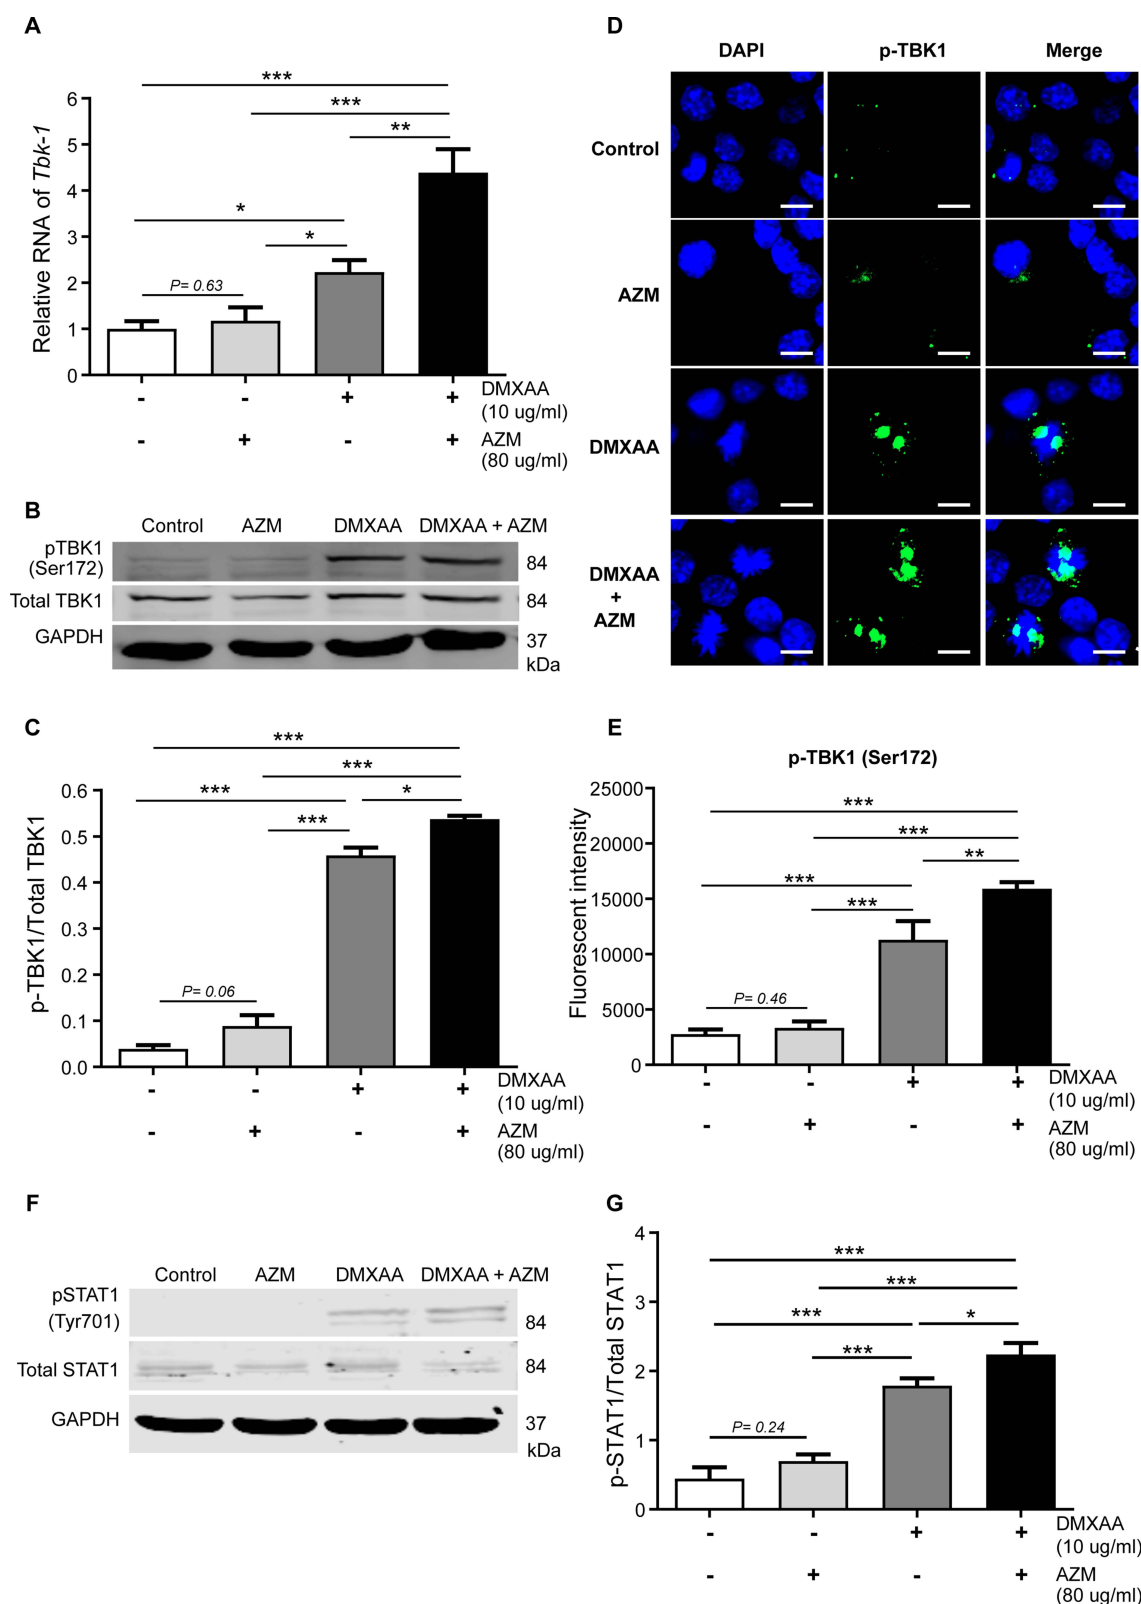 A
***
***
**
*
*
P= 0.63
Relative RNA of Tbk-1
6
5
4
3
2
1
0
- - + + DMXAA
(10 ug/ml)
- + - + AZM
(80 ug/ml)
B
Control AZM DMXAA DMXAA + AZM
pTBK1
(Ser172)
84
Total TBK1 84
GAPDH 37
kDa
C
***
***
*** *
***
P= 0.06
p-TBK1/Total TBK1
0.6
0.5
0.4
0.3
0.2
0.1
0.0
- - + + DMXAA
(10 ug/ml)
- + - + AZM
(80 ug/ml)
D
DAPI p-TBK1 Merge
Control
AZM
DMXAA
DMXAA
+
AZM
E
p-TBK1 (Ser172)
***
***
**
***
***
P= 0.46
Fluorescent intensity
25000
20000
15000
10000
5000
0
- - + + DMXAA
(10 ug/ml)
- + - + AZM
(80 ug/ml)
F
Control AZM DMXAA DMXAA + AZM
pSTAT1
(Tyr701)
84
Total STAT1 84
GAPDH 37
kDa
G
***
***
*** *
***
P= 0.24
p-STAT1/Total STAT1
4
3
2
1
0
- - + + DMXAA
(10 ug/ml)
- + - + AZM
(80 ug/ml)